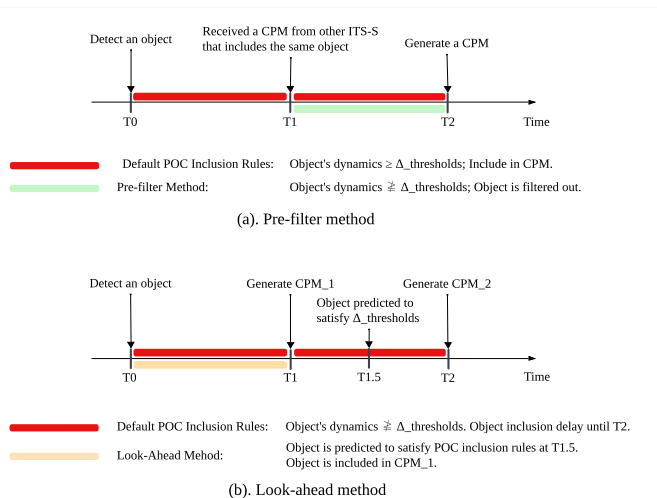 Detect an object
Received a CPM from other ITS-S
that includes the same object
Generate a CPM
T0
T1
T2
Time
Default POC Inclusion Rules: Object's dynamics ≥ Δ_thresholds; Include in CPM.
Pre-filter Method: Object's dynamics ≱ Δ_thresholds; Object is filtered out.
(a). Pre-filter method
Detect an object
Generate CPM_1
Generate CPM_2
Object predicted to
satisfy Δ_thresholds
T0
T1
T1.5
T2
Time
Default POC Inclusion Rules: Object's dynamics ≱ Δ_thresholds. Object inclusion delay until T2.
Look-Ahead Mehod: Object is predicted to satisfy POC inclusion rules at T1.5.
Object is included in CPM_1.
(b). Look-ahead method